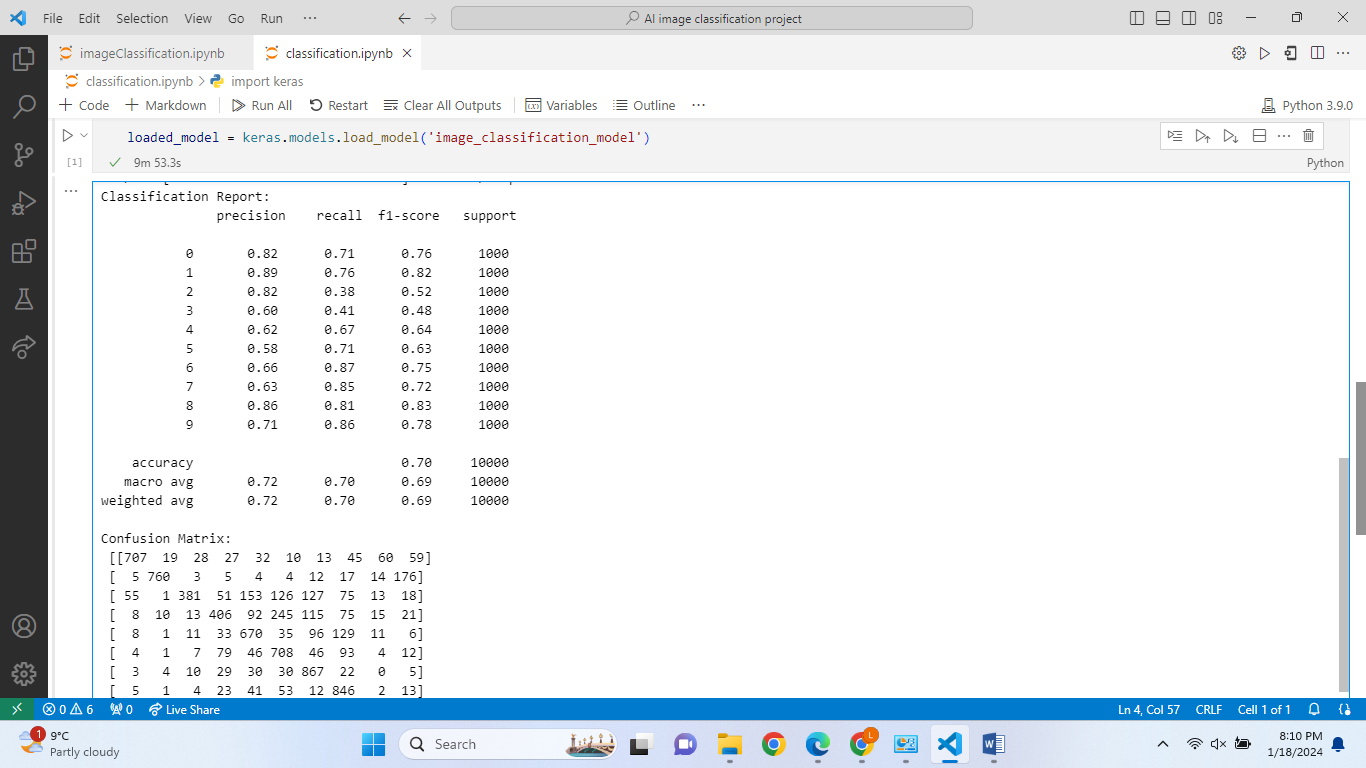 File Edit Selection View Go Run ··· AI image classification project
imageClassification.ipynb classification.ipynb
classification.ipynb > import keras
+ Code + Markdown Run All Restart Clear All Outputs Variables Outline ··· Python 3.9.0
loaded_model = keras.models.load_model('image_classification_model')
[1] 9m 53.3s Python
Classification Report:
precision recall f1-score support
0 0.82 0.71 0.76 1000
1 0.89 0.76 0.82 1000
2 0.82 0.38 0.52 1000
3 0.60 0.41 0.48 1000
4 0.62 0.67 0.64 1000
5 0.58 0.71 0.63 1000
6 0.66 0.87 0.75 1000
7 0.63 0.85 0.72 1000
8 0.86 0.81 0.83 1000
9 0.71 0.86 0.78 1000
accuracy 0.70 10000
macro avg 0.72 0.70 0.69 10000
weighted avg 0.72 0.70 0.69 10000
Confusion Matrix:
[[707 19 28 27 32 10 13 45 60 59]
[ 5 760 3 5 4 4 12 17 14 176]
[ 55 1 381 51 153 126 127 75 13 18]
[ 8 10 13 406 92 245 115 75 15 21]
[ 8 1 11 33 670 35 96 129 11 6]
[ 4 1 7 79 46 708 46 93 4 12]
[ 3 4 10 29 30 30 867 22 0 5]
[ 5 1 4 23 41 53 12 846 2 13]
0 6 0 Live Share Ln 4, Col 57 CRLF Cell 1 of 1
1 9°C
Partly cloudy
Search
L
8:10 PM
1/18/2024